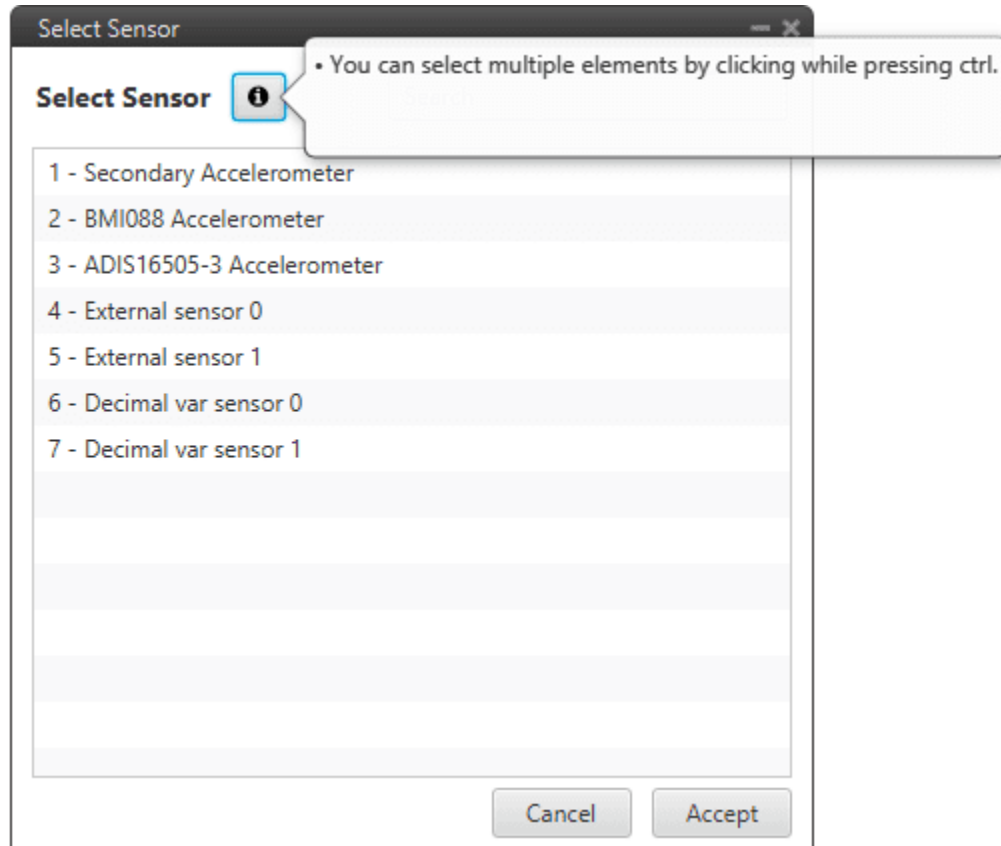 Select Sensor
• You can select multiple elements by clicking while pressing ctrl.
Select Sensor
1 - Secondary Accelerometer
2 - BMI088 Accelerometer
3 - ADIS16505-3 Accelerometer
4 - External sensor 0
5 - External sensor 1
6 - Decimal var sensor 0
7 - Decimal var sensor 1
Cancel
Accept